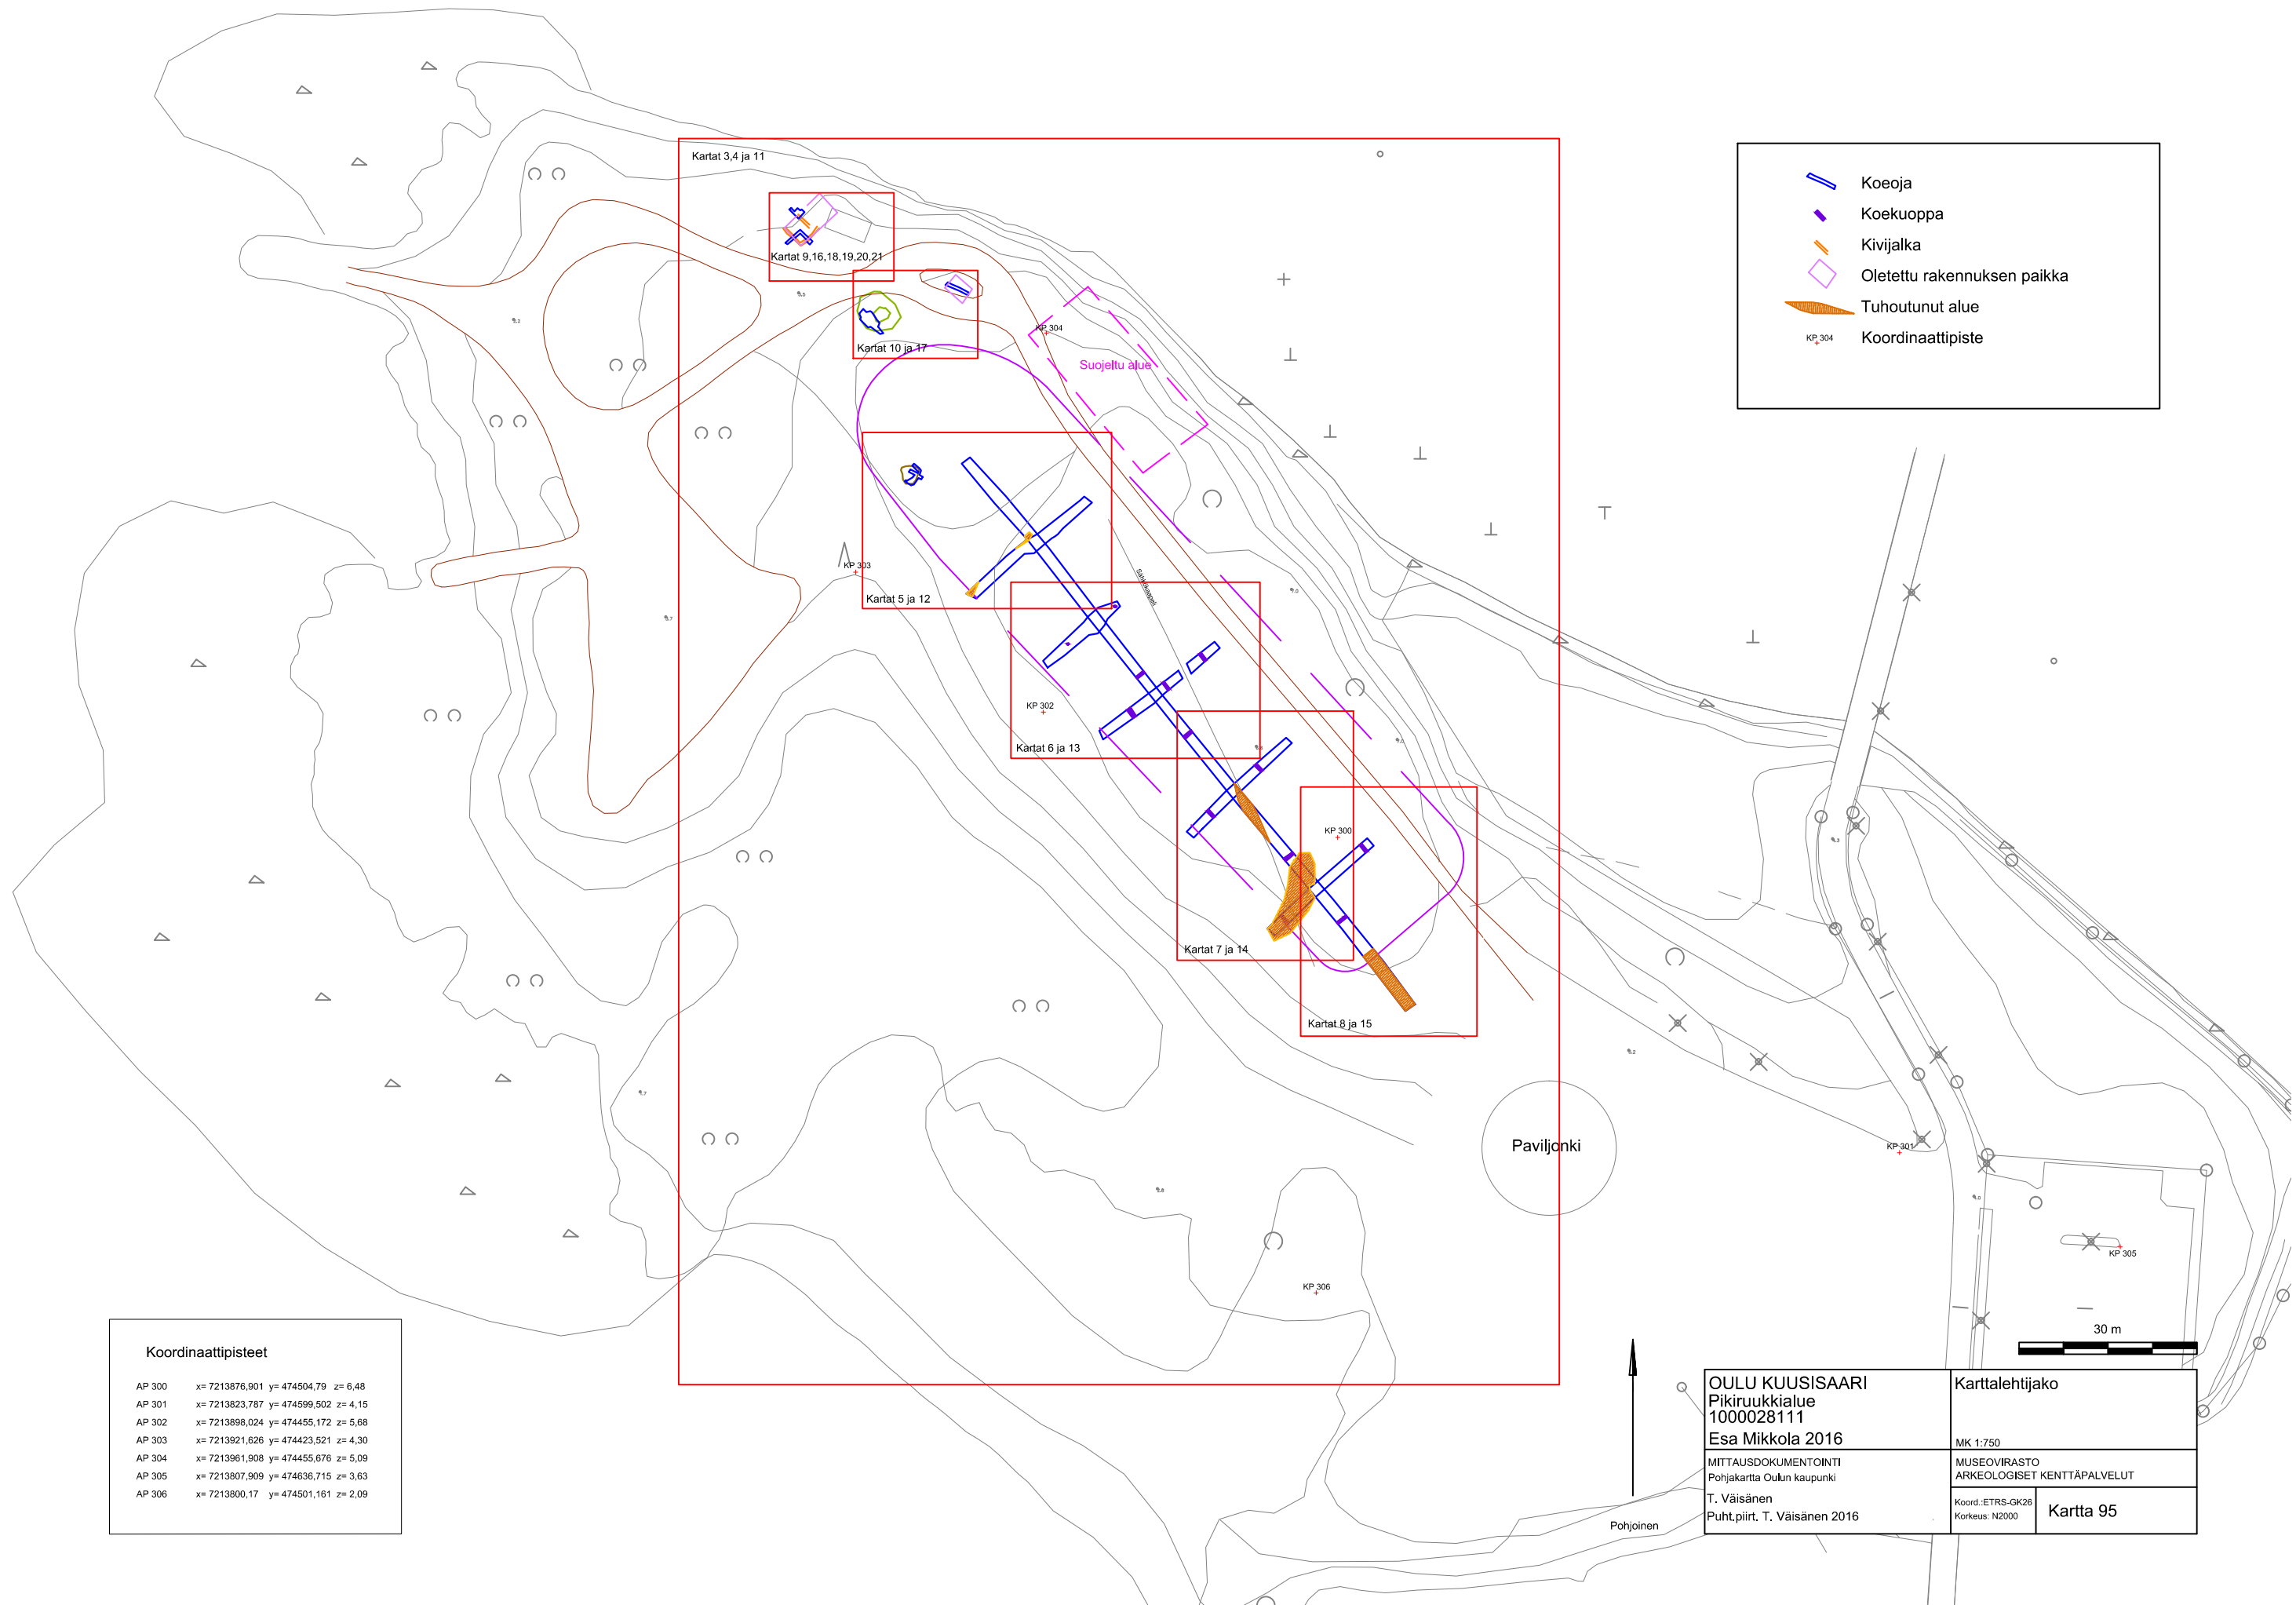 Kartat 3,4 ja 11
Kartat 9,16,18,19,20,21
Kartat 10 ja 17
KP 304
Suojeltu alue
KP 303
Kartat 5 ja 12
Sähkökaapeli
KP 302
Kartat 6 ja 13
KP 300
Kartat 7 ja 14
Kartat 8 ja 15
Paviljonki
KP 301
KP 305
KP 306
Koeoja
Koekuoppa
Kivijalka
Oletettu rakennuksen paikka
Tuhoutunut alue
KP 304 Koordinaattipiste
Koordinaattipisteet
AP 300 x= 7213876,901 y= 474504,79 z= 6,48
AP 301 x= 7213823,787 y= 474599,502 z= 4,15
AP 302 x= 7213898,024 y= 474455,172 z= 5,68
AP 303 x= 7213921,626 y= 474423,521 z= 4,30
AP 304 x= 7213961,908 y= 474455,676 z= 5,09
AP 305 x= 7213807,909 y= 474636,715 z= 3,63
AP 306 x= 7213800,17 y= 474501,161 z= 2,09
30 m
Pohjoinen
OULU KUUSISAARI
Pikiruukkialue
1000028111
Esa Mikkola 2016
Karttalehtijako
MK 1:750
MITTAUSDOKUMENTOINTI
Pohjakartta Oulun kaupunki
T. Väisänen
Puht.piirt. T. Väisänen 2016
MUSEOVIRASTO
ARKEOLOGISET KENTTÄPALVELUT
Koord.:ETRS-GK26
Korkeus: N2000
Kartta 95